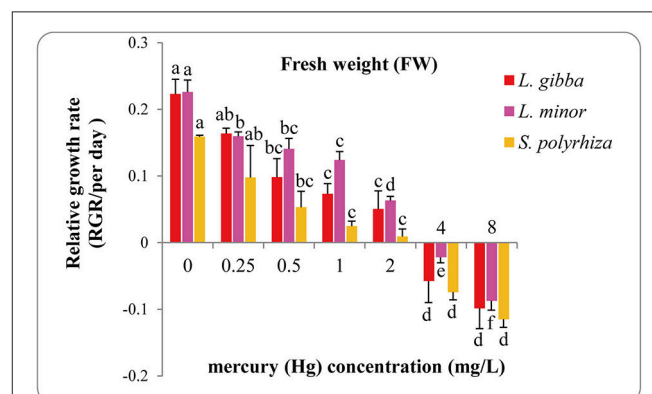 Fresh weight (FW)
L. gibba
L. minor
S. polyrhiza
Relative growth rate
(RGR/per day)
0.3
0.2
0.1
0
-0.1
-0.2
a a a
ab b ab
bc bc bc
c c c
c d c
d e d
d f d
0 0.25 0.5 1 2 4 8
mercury (Hg) concentration (mg/L)